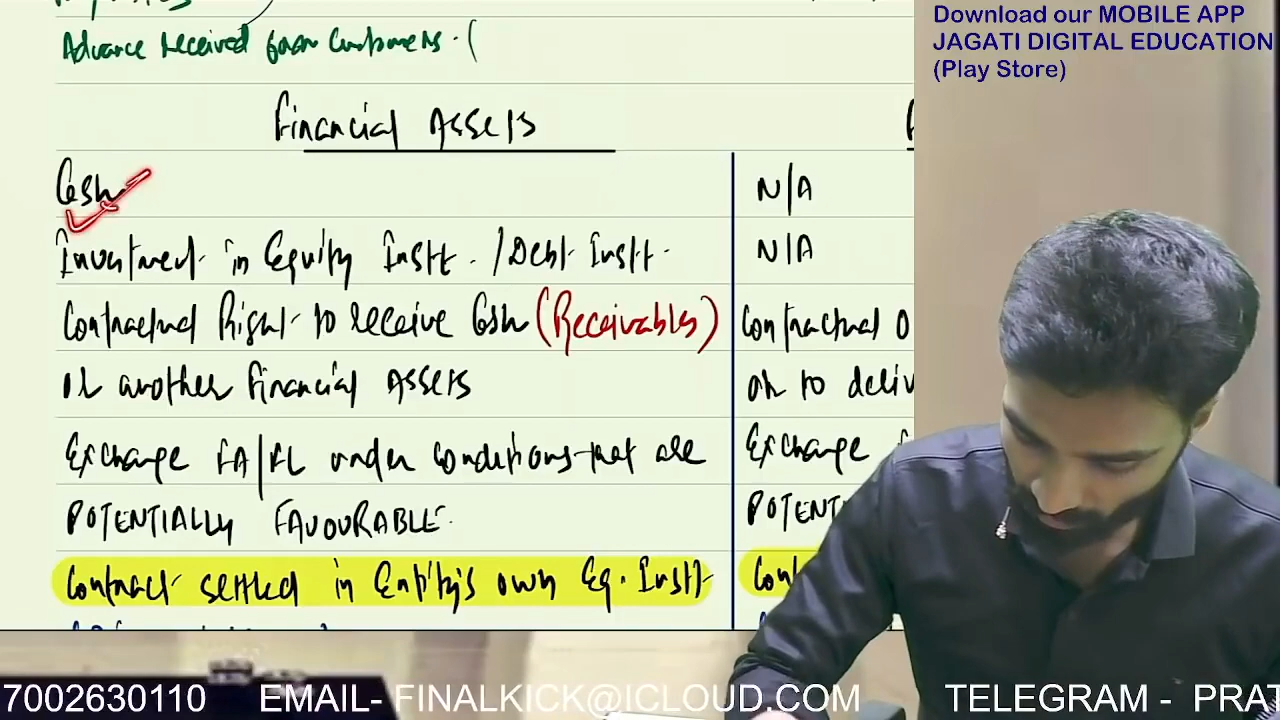 Download our MOBILE APP
JAGATI DIGITAL EDUCATION
(Play Store)
Advance received from Customers. (
Financial Assets
Cash
N/A
Investment in Equity Instt. / Debt Instt.
N/A
Contractual Right to receive Cash (Receivables)
Contractual O
or another Financial Assets
or to deliv
Exchange FA/FL under conditions that are
Exchange
POTENTIALLY FAVOURABLE.
POTENT
Contract settled in Entity's own Eq. Instt
Cont
7002630110 EMAIL- FINALKICK@ICLOUD.COM TELEGRAM - PRAT